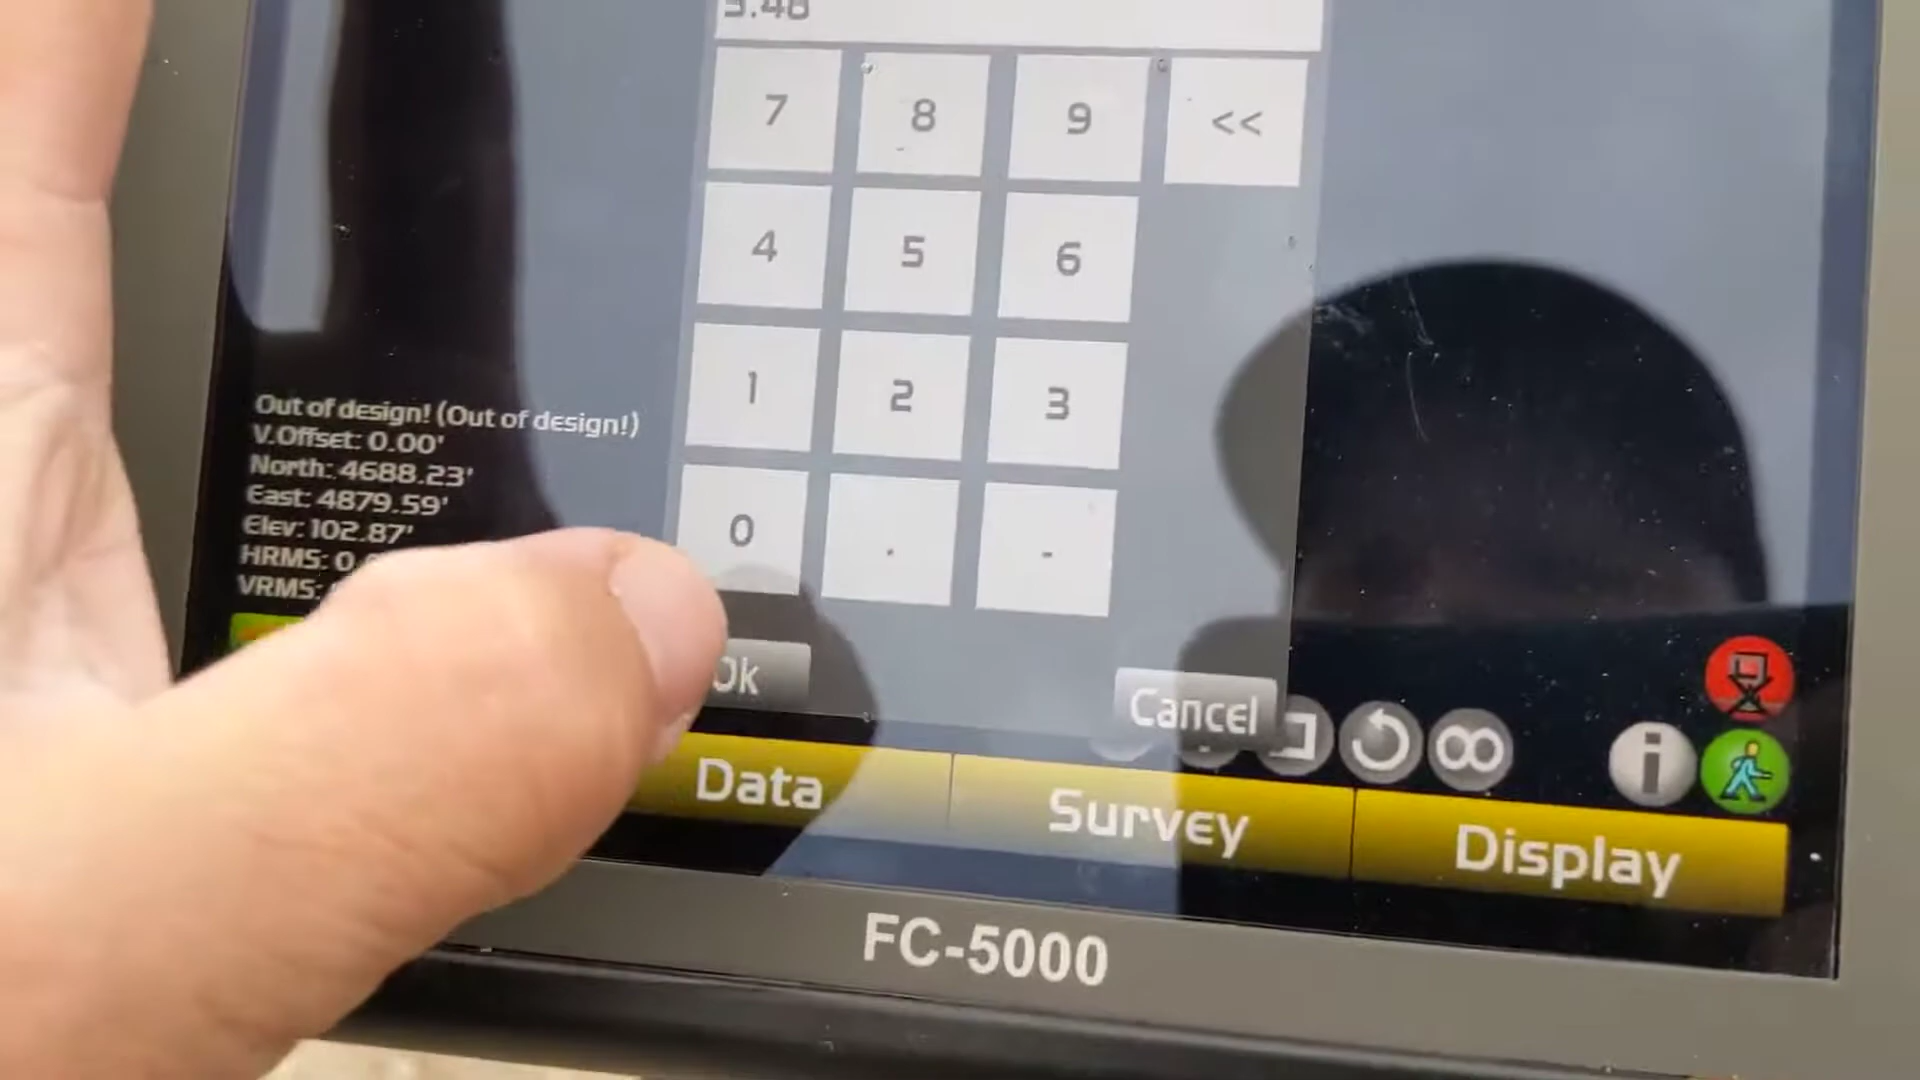 7 8 9 <<
4 5 6
1 2 3
0 . -
Out of design! (Out of design!)
V.Offset: 0.00'
North: 4688.23'
East: 4879.59'
Elev: 102.87'
HRMS: 0.
VRMS:
Ok Cancel
Data Survey Display
FC-5000